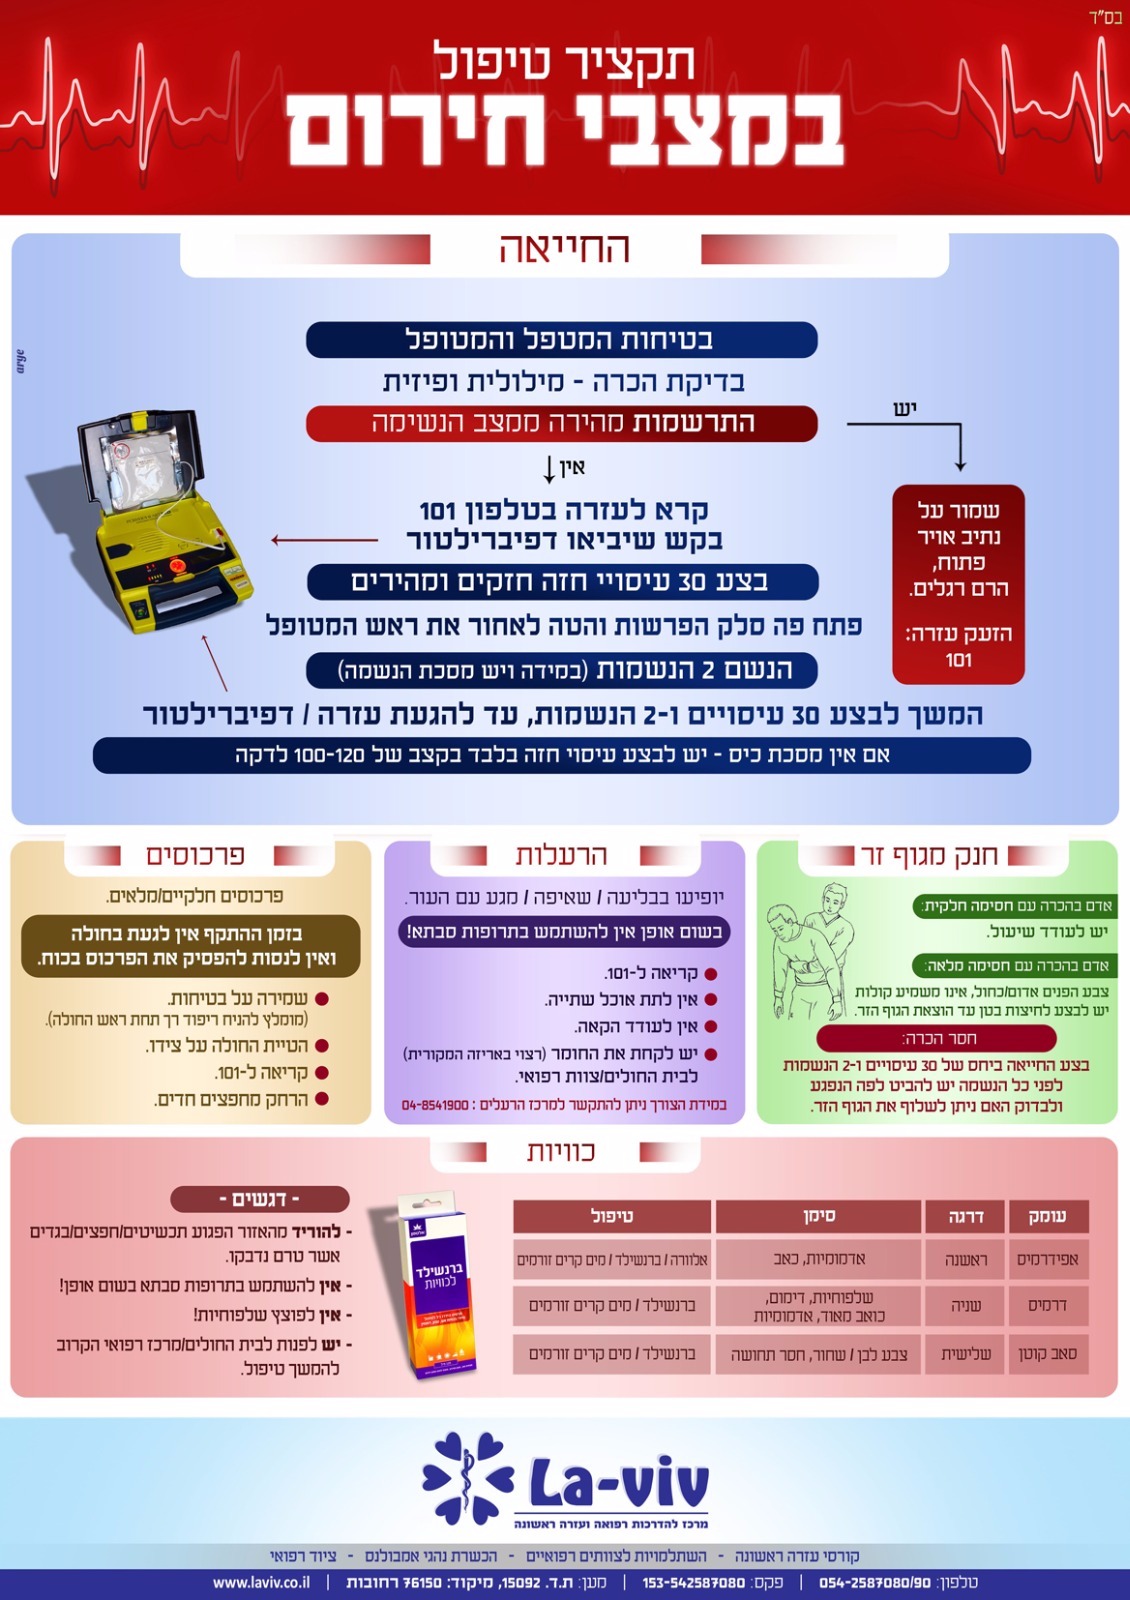 בס"ד
תקציר טיפול
במצבי חירום
החייאה
arye
בטיחות המטפל והמטופל
בדיקת הכרה - מילולית ופיזית
התרשמות מהירה ממצב הנשימה
יש
אין
שמור על
נתיב אויר
פתוח,
הרם רגלים.
הזעק עזרה:
101
קרא לעזרה בטלפון 101
בקש שיביאו דפיברילטור
בצע 30 עיסויי חזה חזקים ומהירים
פתח פה סלק הפרשות והטה לאחור את ראש המטופל
הנשם 2 הנשמות (במידה ויש מסכת הנשמה)
המשך לבצע 30 עיסויים ו-2 הנשמות, עד להגעת עזרה / דפיברילטור
אם אין מסכת כיס - יש לבצע עיסוי חזה בלבד בקצב של 100-120 לדקה
חנק מגוף זר
אדם בהכרה עם חסימה חלקית:
יש לעודד שיעול.
אדם בהכרה עם חסימה מלאה:
צבע הפנים אדום/כחול, אינו משמיע קולות
יש לבצע לחיצות בטן עד הוצאת הגוף הזר.
חסר הכרה:
בצע החייאה ביחס של 30 עיסויים ו-2 הנשמות
לפני כל הנשמה יש להביט לפה הנפגע
ולבדוק האם ניתן לשלוף את הגוף הזר.
הרעלות
יופיעו בבליעה / שאיפה / מגע עם העור.
בשום אופן אין להשתמש בתרופות סבתא!
● קריאה ל-101.
● אין לתת אוכל שתייה.
● אין לעודד הקאה.
● יש לקחת את החומר (רצוי באריזה המקורית)
לבית החולים/צוות רפואי.
במידת הצורך ניתן להתקשר למרכז הרעלים : 04-8541900
פרכוסים
פרכוסים חלקיים/מלאים.
בזמן ההתקף אין לגעת בחולה
ואין לנסות להפסיק את הפרכוס בכוח.
● שמירה על בטיחות.
(מומלץ להניח ריפוד רך תחת ראש החולה).
● הטיית החולה על צידו.
● קריאה ל-101.
● הרחק מחפצים חדים.
כוויות
עומק דרגה סימן טיפול
אפידרמיס ראשונה אדמומיות, כאב אלוורה / ברנשילד / מים קרים זורמים
דרמיס שניה שלפוחיות, דימום, כואב מאוד, אדמומיות ברנשילד / מים קרים זורמים
סאב קוטן שלישית צבע לבן / שחור, חסר תחושה ברנשילד / מים קרים זורמים
ברנשילד
לכוויות
- דגשים -
- להוריד מהאזור הפגוע תכשיטים/חפצים/בגדים
אשר טרם נדבקו.
- אין להשתמש בתרופות סבתא בשום אופן!
- אין לפוצץ שלפוחיות!
- יש לפנות לבית החולים/מרכז רפואי הקרוב
להמשך טיפול.
La-viv
מרכז להדרכות רפואה ועזרה ראשונה
קורסי עזרה ראשונה - השתלמויות לצוותים רפואיים - הכשרת נהגי אמבולנס - ציוד רפואי
טלפון: 054-2587080/90 | פקס: 153-542587080 | מען: ת.ד. 15092, מיקוד: 76150 רחובות | www.laviv.co.il